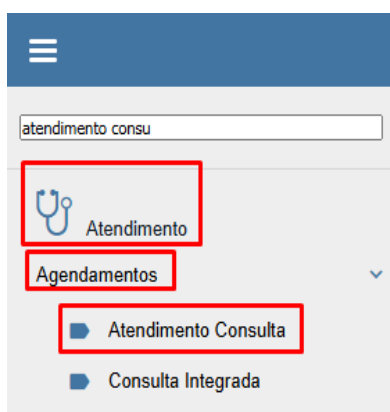 atendimento consu
Atendimento
Agendamentos
Atendimento Consulta
Consulta Integrada